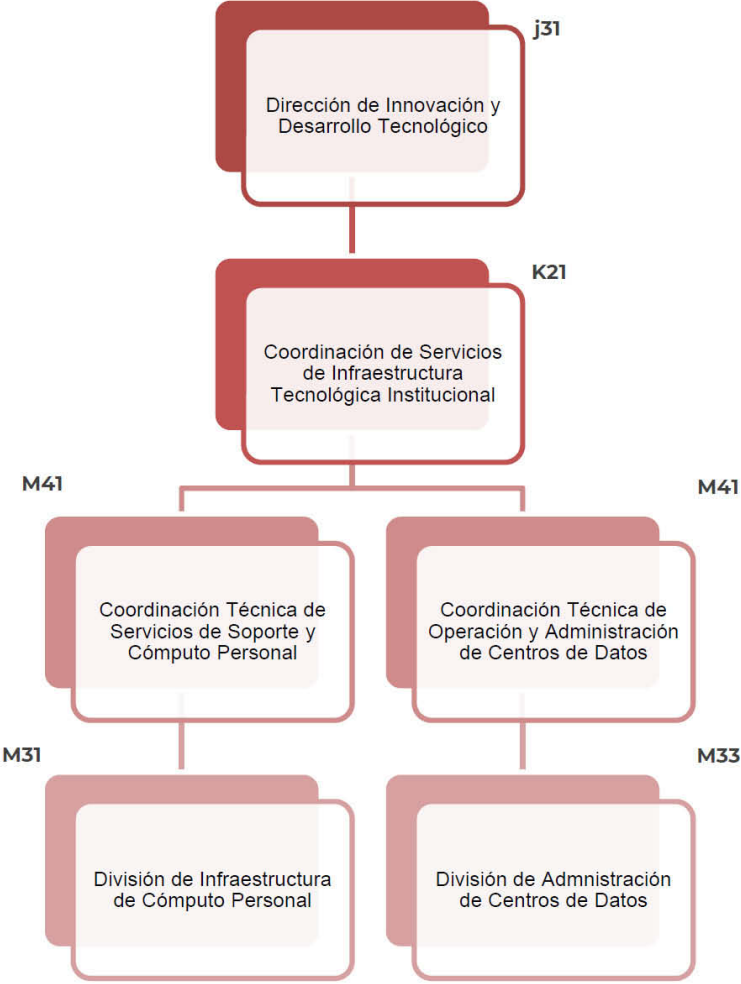 j31
Dirección de Innovación y
Desarrollo Tecnológico
K21
Coordinación de Servicios
de Infraestructura
Tecnológica Institucional
M41
M41
Coordinación Técnica de
Servicios de Soporte y
Cómputo Personal
Coordinación Técnica de
Operación y Administración
de Centros de Datos
M31
M33
División de Infraestructura
de Cómputo Personal
División de Admnistración
de Centros de Datos